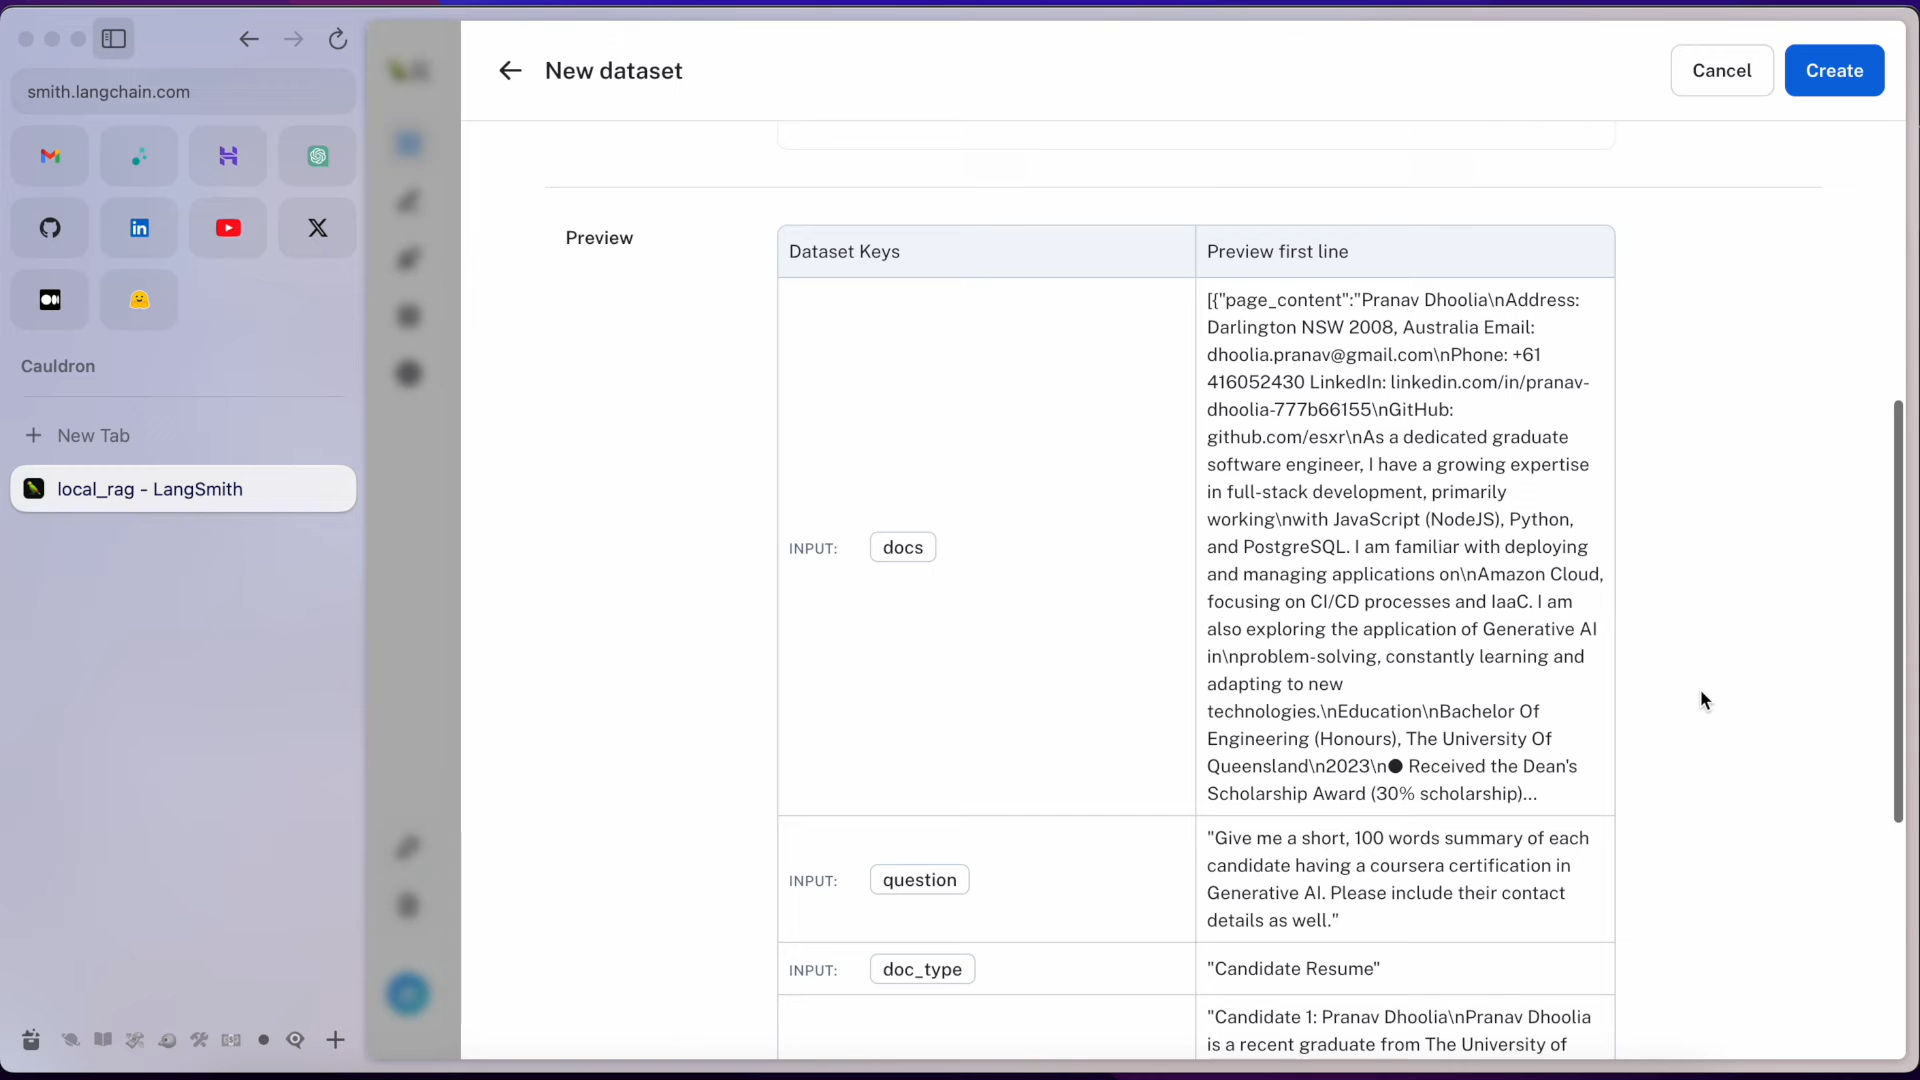 smith.langchain.com
Cauldron
New Tab
local_rag - LangSmith
New dataset
Cancel
Create
Preview
Dataset Keys
Preview first line
INPUT: docs
[{"page_content":"Pranav Dhoolia\nAddress:
Darlington NSW 2008, Australia Email:
dhoolia.pranav@gmail.com\nPhone: +61
416052430 LinkedIn: linkedin.com/in/pranav-
dhoolia-777b66155\nGitHub:
github.com/esxr\nAs a dedicated graduate
software engineer, I have a growing expertise
in full-stack development, primarily
working\nwith JavaScript (NodeJS), Python,
and PostgreSQL. I am familiar with deploying
and managing applications on\nAmazon Cloud,
focusing on CI/CD processes and IaaC. I am
also exploring the application of Generative AI
in\nproblem-solving, constantly learning and
adapting to new
technologies.\nEducation\nBachelor Of
Engineering (Honours), The University Of
Queensland\n2023\n● Received the Dean's
Scholarship Award (30% scholarship)...
INPUT: question
"Give me a short, 100 words summary of each
candidate having a coursera certification in
Generative AI. Please include their contact
details as well."
INPUT: doc_type
"Candidate Resume"
"Candidate 1: Pranav Dhoolia\nPranav Dhoolia
is a recent graduate from The University of